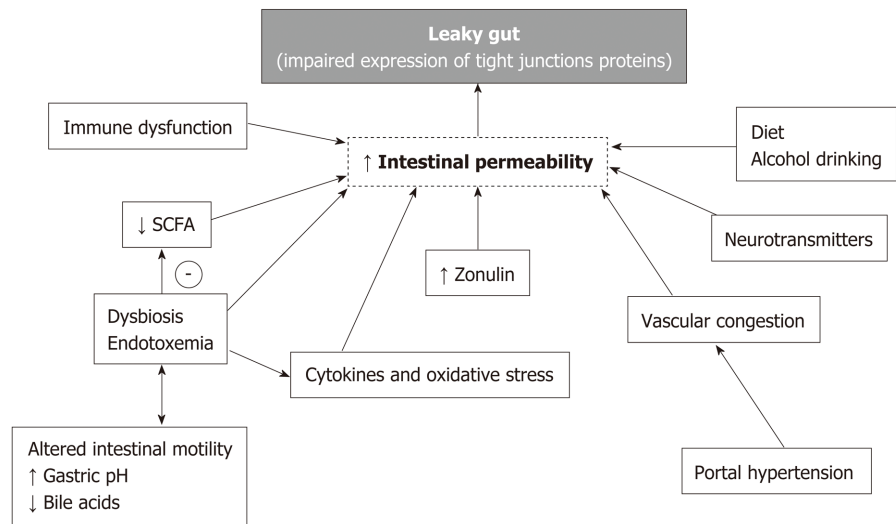 Leaky gut
(impaired expression of tight junctions proteins)
Immune dysfunction
Diet
Alcohol drinking
↑ Intestinal permeability
↓ SCFA
Neurotransmitters
-
↑ Zonulin
Dysbiosis
Endotoxemia
Vascular congestion
Cytokines and oxidative stress
Altered intestinal motility
↑ Gastric pH
↓ Bile acids
Portal hypertension